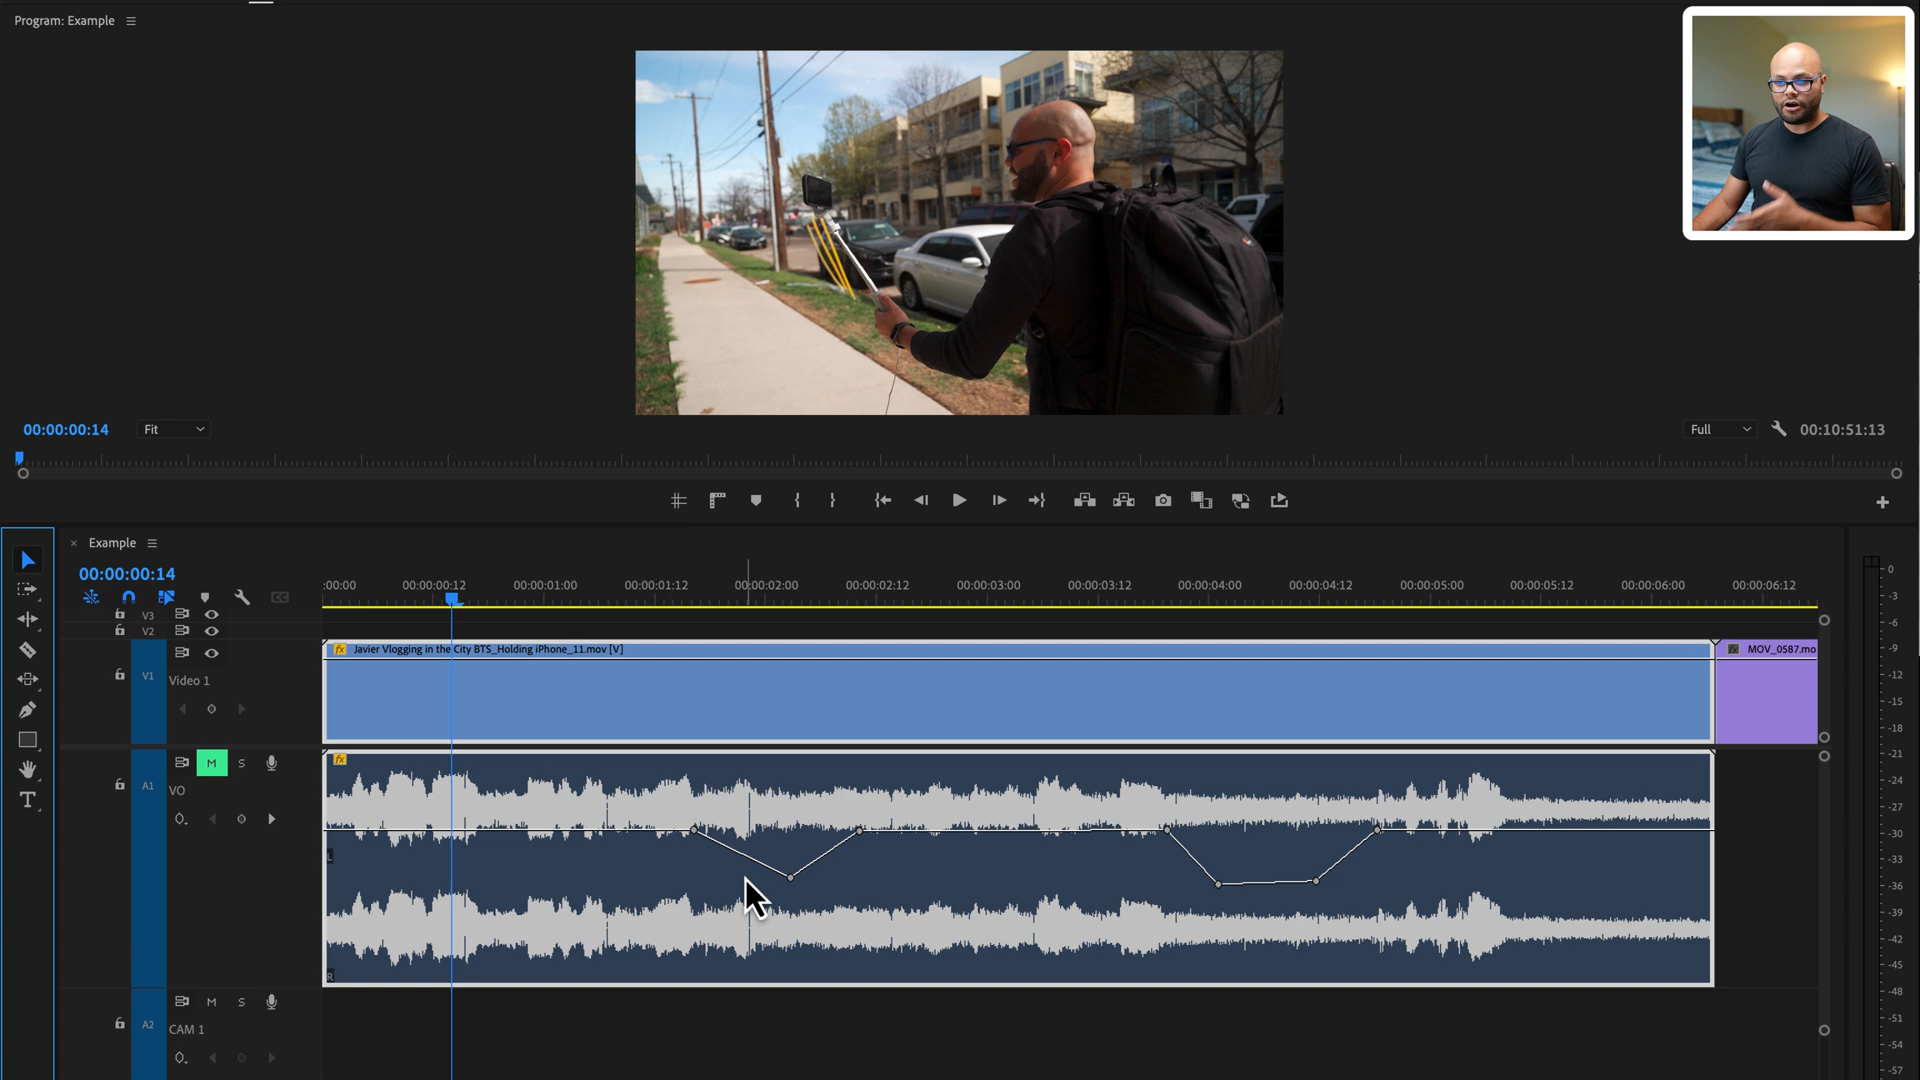 Program: Example
00:00:00:14
Fit
Full
00:10:51:13
Example
00:00:00:14
:00:00
00:00:00:12
00:00:01:00
00:00:01:12
00:00:02:00
00:00:02:12
00:00:03:00
00:00:03:12
00:00:04:00
00:00:04:12
00:00:05:00
00:00:05:12
00:00:06:00
00:00:06:12
CC
V3
V2
fx Javier Vlogging in the City BTS_Holding iPhone_11.mov [V]
fx MOV_0587.mo
V1
Video 1
M
S
fx
A1
VO
L
R
M
S
A2
CAM 1
T
0
-3
-6
-9
-12
-15
-18
-21
-24
-27
-30
-33
-36
-39
-42
-45
-48
-51
-54
-57